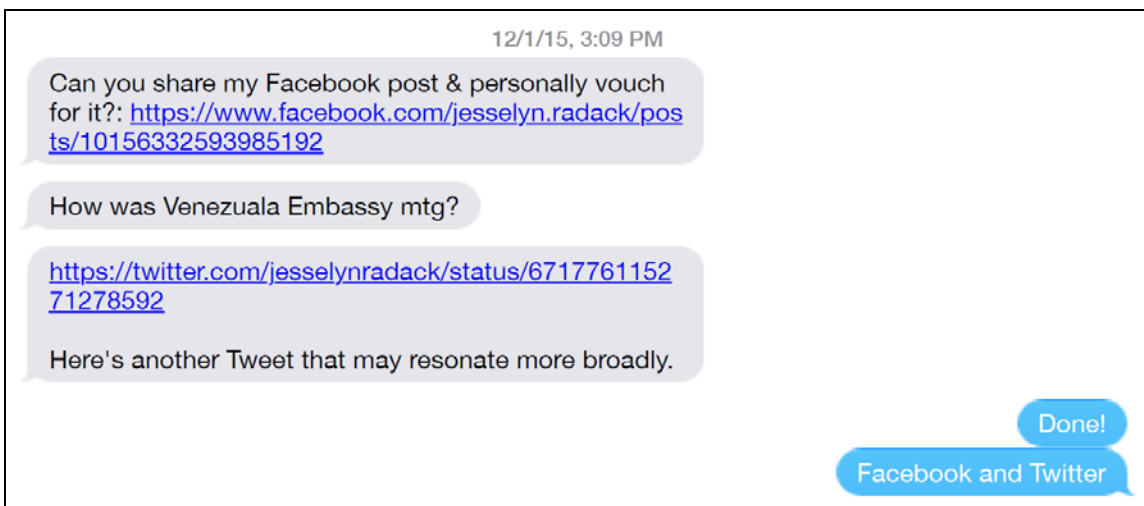 12/1/15, 3:09 PM
Can you share my Facebook post & personally vouch
for it?: https://www.facebook.com/jesselyn.radack/pos
ts/10156332593985192
How was Venezuala Embassy mtg?
https://twitter.com/jesselynradack/status/6717761152
71278592
Here's another Tweet that may resonate more broadly.
Done!
Facebook and Twitter